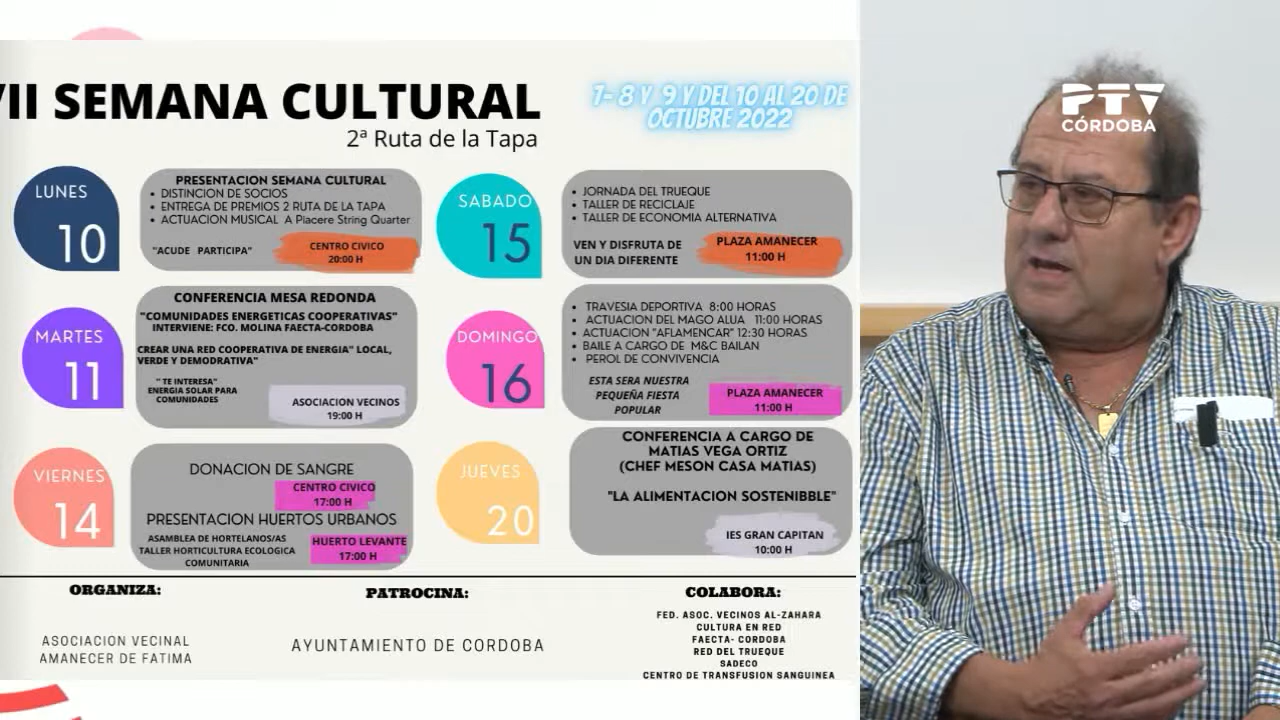 VII SEMANA CULTURAL
2ª Ruta de la Tapa
7- 8 Y 9 Y DEL 10 AL 20 DE
OCTUBRE 2022
LUNES
10
PRESENTACION SEMANA CULTURAL
• DISTINCION DE SOCIOS
• ENTREGA DE PREMIOS 2 RUTA DE LA TAPA
• ACTUACION MUSICAL A Piacere String Quarter
"ACUDE PARTICIPA"
CENTRO CIVICO
20:00 H
MARTES
11
CONFERENCIA MESA REDONDA
"COMUNIDADES ENERGETICAS COOPERATIVAS"
INTERVIENE: FCO. MOLINA FAECTA-CORDOBA
CREAR UNA RED COOPERATIVA DE ENERGIA" LOCAL,
VERDE Y DEMODRATIVA"
" TE INTERESA"
ENERGIA SOLAR PARA
COMUNIDADES
ASOCIACION VECINOS
19:00 H
VIERNES
14
DONACION DE SANGRE
CENTRO CIVICO
17:00 H
PRESENTACION HUERTOS URBANOS
ASAMBLEA DE HORTELANOS/AS
TALLER HORTICULTURA ECOLOGICA
COMUNITARIA
HUERTO LEVANTE
17:00 H
SABADO
15
• JORNADA DEL TRUEQUE
• TALLER DE RECICLAJE
• TALLER DE ECONOMIA ALTERNATIVA
VEN Y DISFRUTA DE
UN DIA DIFERENTE
PLAZA AMANECER
11:00 H
DOMINGO
16
• TRAVESIA DEPORTIVA 8:00 HORAS
• ACTUACION DEL MAGO ALUA 11:00 HORAS
• ACTUACION "AFLAMENCAR" 12:30 HORAS
• BAILE A CARGO DE M&C BAILAN
• PEROL DE CONVIVENCIA
ESTA SERA NUESTRA
PEQUEÑA FIESTA
POPULAR
PLAZA AMANECER
11:00 H
JUEVES
20
CONFERENCIA A CARGO DE
MATIAS VEGA ORTIZ
(CHEF MESON CASA MATIAS)
"LA ALIMENTACION SOSTENIBBLE"
IES GRAN CAPITAN
10:00 H
ORGANIZA:
ASOCIACION VECINAL
AMANECER DE FATIMA
PATROCINA:
AYUNTAMIENTO DE CORDOBA
COLABORA:
FED. ASOC. VECINOS AL-ZAHARA
CULTURA EN RED
FAECTA- CORDOBA
RED DEL TRUEQUE
SADECO
CENTRO DE TRANSFUSION SANGUINEA
PTV
CÓRDOBA